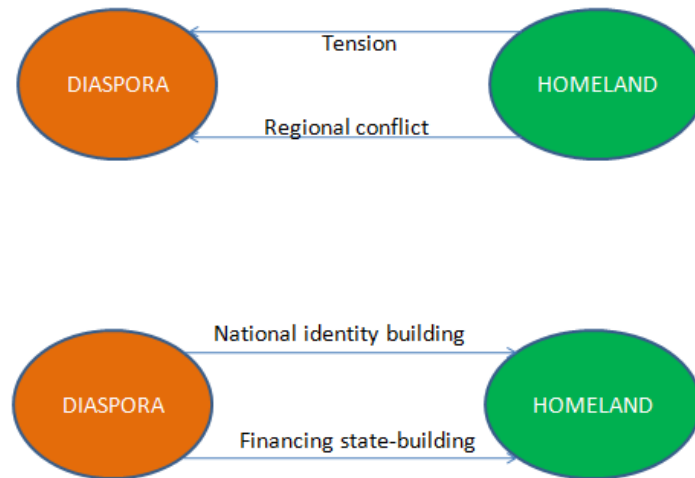 Tension
DIASPORA
HOMELAND
Regional conflict
National identity building
DIASPORA
HOMELAND
Financing state-building